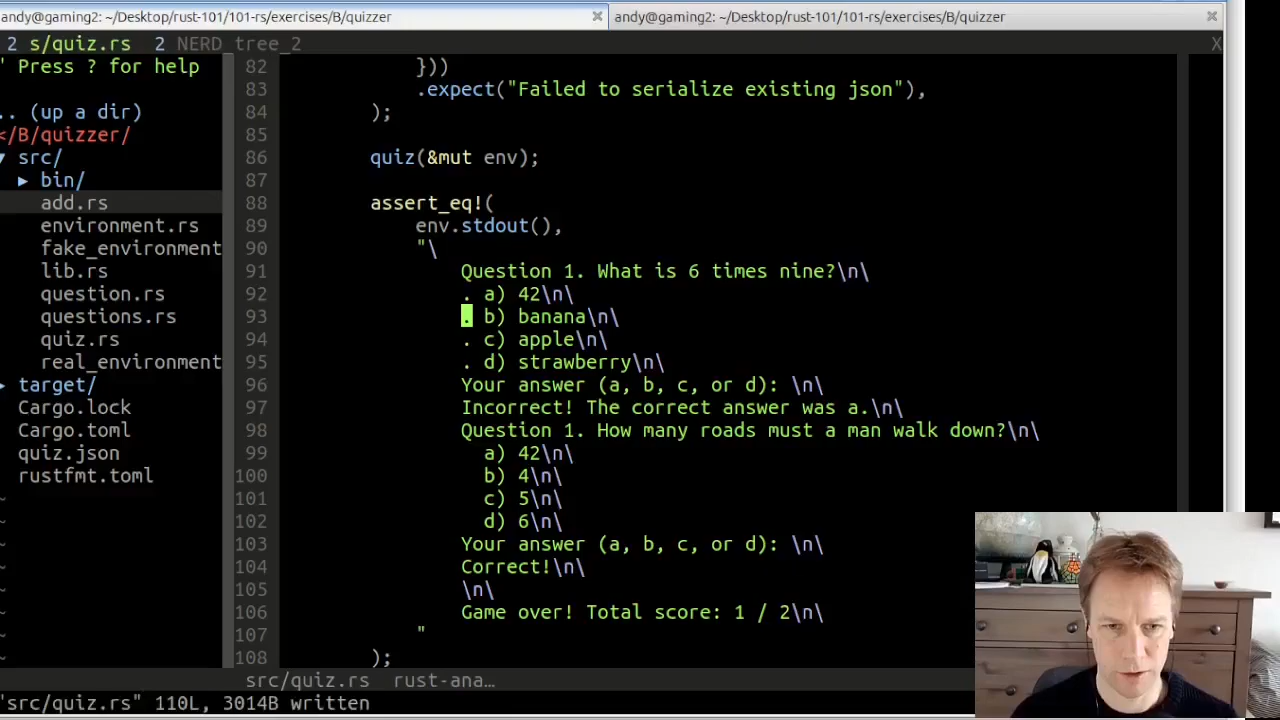 andy@gaming2: ~/Desktop/rust-101/101-rs/exercises/B/quizzer
andy@gaming2: ~/Desktop/rust-101/101-rs/exercises/B/quizzer
2 s/quiz.rs 2 NERD_tree_2 X
" Press ? for help
.. (up a dir)
</B/quizzer/
▼ src/
▶ bin/
add.rs
environment.rs
fake_environment
lib.rs
question.rs
questions.rs
quiz.rs
real_environment
▶ target/
Cargo.lock
Cargo.toml
quiz.json
rustfmt.toml
~
~
~
~
~
~
~
~
82 }))
83 .expect("Failed to serialize existing json"),
84 );
85
86 quiz(&mut env);
87
88 assert_eq!(
89 env.stdout(),
90 "\
91 Question 1. What is 6 times nine?\n\
92 . a) 42\n\
93 . b) banana\n\
94 . c) apple\n\
95 . d) strawberry\n\
96 Your answer (a, b, c, or d): \n\
97 Incorrect! The correct answer was a.\n\
98 Question 1. How many roads must a man walk down?\n\
99 a) 42\n\
100 b) 4\n\
101 c) 5\n\
102 d) 6\n\
103 Your answer (a, b, c, or d): \n\
104 Correct!\n\
105 \n\
106 Game over! Total score: 1 / 2\n\
107 "
108 );
src/quiz.rs rust-ana…
"src/quiz.rs" 110L, 3014B written